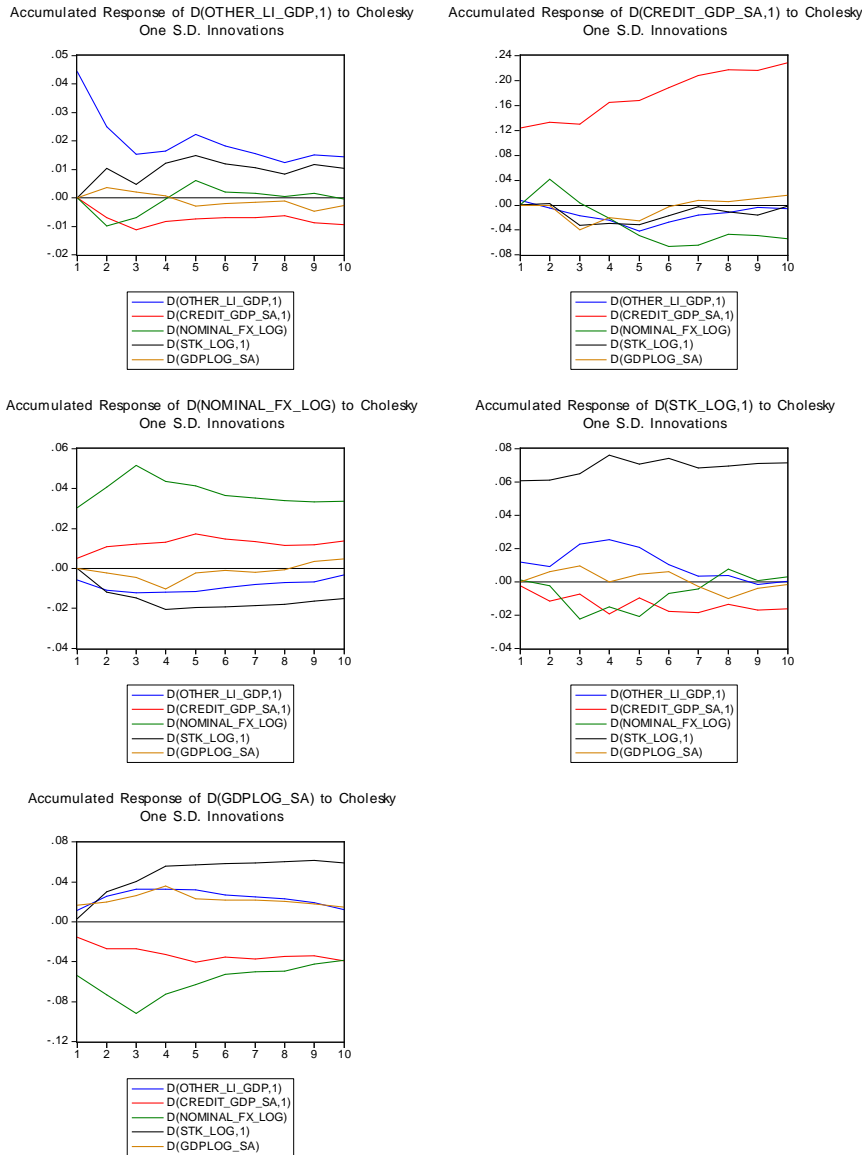 Accumulated Response of D(OTHER_LI_GDP,1) to Cholesky
One S.D. Innovations
.05
.04
.03
.02
.01
.00
-.01
-.02
1 2 3 4 5 6 7 8 9 10
D(OTHER_LI_GDP,1)
D(CREDIT_GDP_SA,1)
D(NOMINAL_FX_LOG)
D(STK_LOG,1)
D(GDPLOG_SA)
Accumulated Response of D(CREDIT_GDP_SA,1) to Cholesky
One S.D. Innovations
.24
.20
.16
.12
.08
.04
.00
-.04
-.08
1 2 3 4 5 6 7 8 9 10
D(OTHER_LI_GDP,1)
D(CREDIT_GDP_SA,1)
D(NOMINAL_FX_LOG)
D(STK_LOG,1)
D(GDPLOG_SA)
Accumulated Response of D(NOMINAL_FX_LOG) to Cholesky
One S.D. Innovations
.06
.04
.02
.00
-.02
-.04
1 2 3 4 5 6 7 8 9 10
D(OTHER_LI_GDP,1)
D(CREDIT_GDP_SA,1)
D(NOMINAL_FX_LOG)
D(STK_LOG,1)
D(GDPLOG_SA)
Accumulated Response of D(STK_LOG,1) to Cholesky
One S.D. Innovations
.08
.06
.04
.02
.00
-.02
-.04
1 2 3 4 5 6 7 8 9 10
D(OTHER_LI_GDP,1)
D(CREDIT_GDP_SA,1)
D(NOMINAL_FX_LOG)
D(STK_LOG,1)
D(GDPLOG_SA)
Accumulated Response of D(GDPLOG_SA) to Cholesky
One S.D. Innovations
.08
.04
.00
-.04
-.08
-.12
1 2 3 4 5 6 7 8 9 10
D(OTHER_LI_GDP,1)
D(CREDIT_GDP_SA,1)
D(NOMINAL_FX_LOG)
D(STK_LOG,1)
D(GDPLOG_SA)